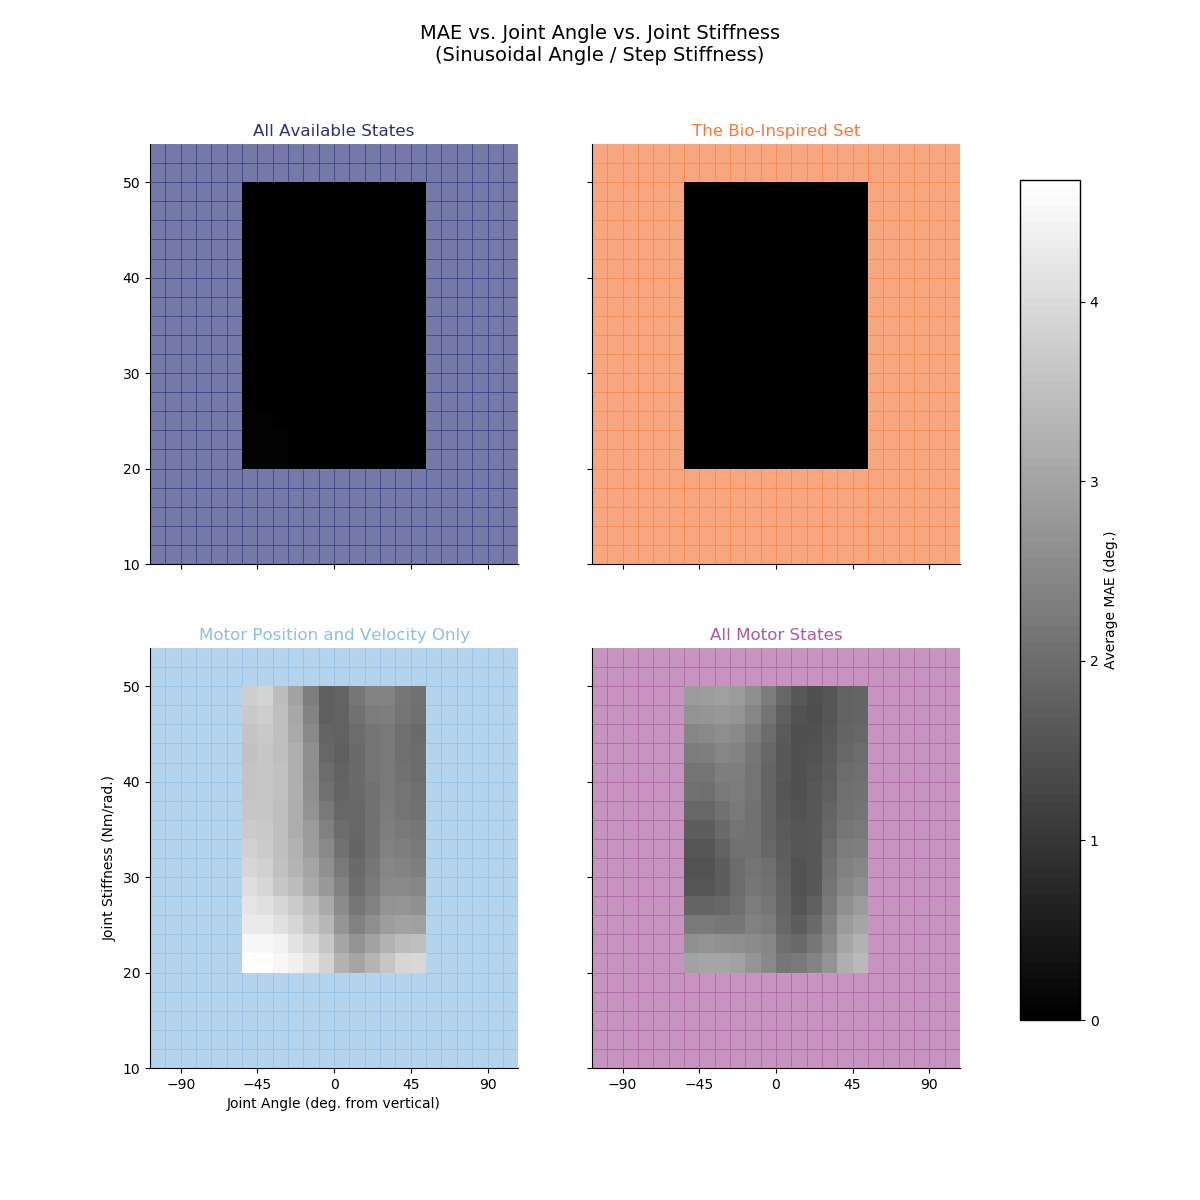 MAE vs. Joint Angle vs. Joint Stiffness
(Sinusoidal Angle / Step Stiffness)
All Available States
50
40
30
20
10
The Bio-Inspired Set
Motor Position and Velocity Only
Joint Stiffness (Nm/rad.)
50
40
30
20
10
−90
−45
0
45
90
Joint Angle (deg. from vertical)
All Motor States
−90
−45
0
45
90
4
3
2
1
0
Average MAE (deg.)